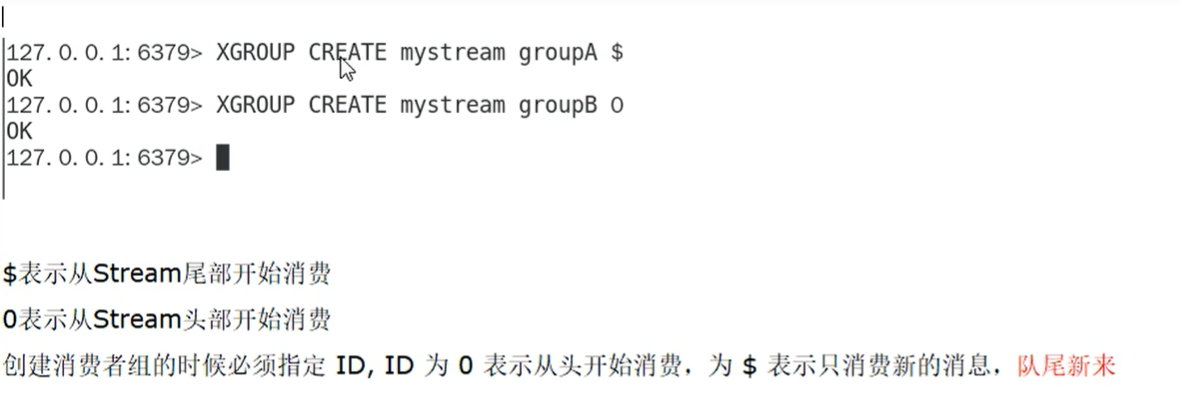 127.0.0.1:6379> XGROUP CREATE mystream groupA $
OK
127.0.0.1:6379> XGROUP CREATE mystream groupB 0
OK
127.0.0.1:6379>
$表示从Stream尾部开始消费
0表示从Stream头部开始消费
创建消费者组的时候必须指定 ID, ID 为 0 表示从头开始消费，为 $ 表示只消费新的消息，队尾新来